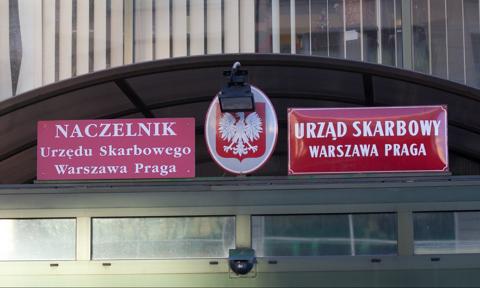 NACZELNIK
Urzędu Skarbowego
Warszawa Praga
URZĄD SKARBOWY
WARSZAWA PRAGA